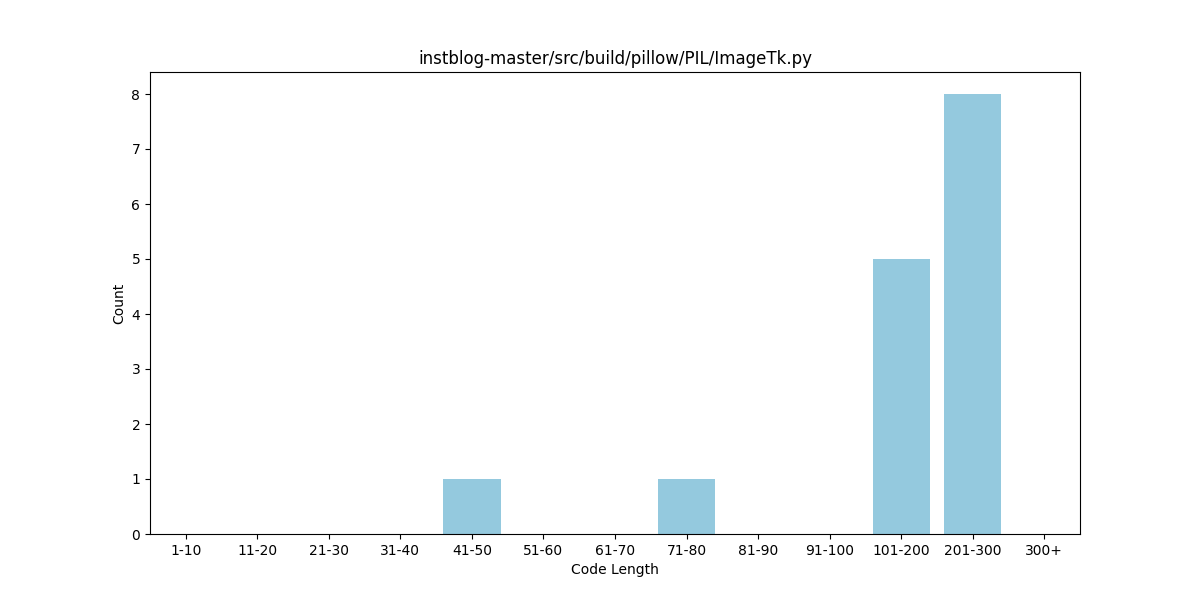 instblog-master/src/build/pillow/PIL/ImageTk.py
8
7
6
5
4
3
2
1
0
Count
1-10 11-20 21-30 31-40 41-50 51-60 61-70 71-80 81-90 91-100 101-200 201-300 300+
Code Length